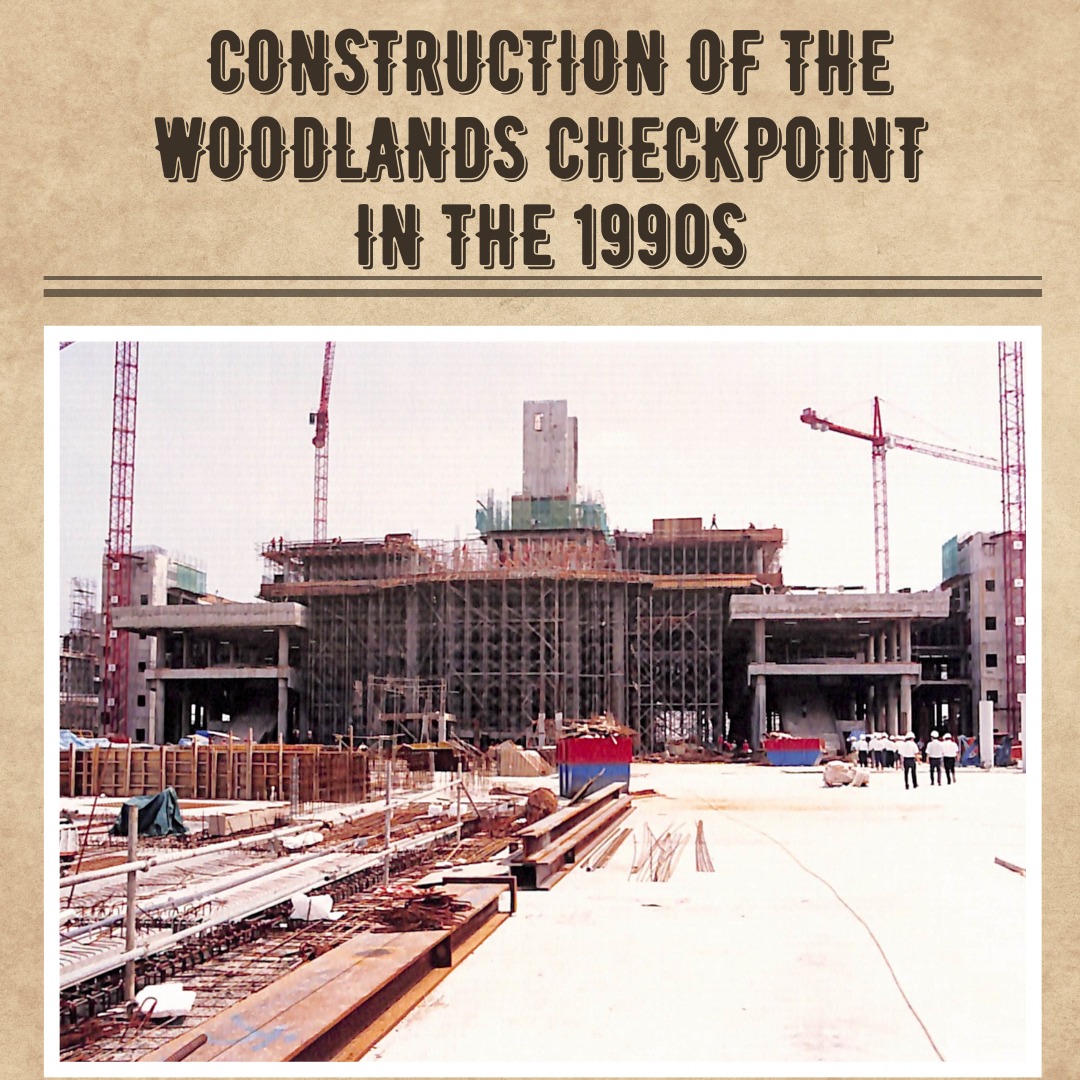 CONSTRUCTION OF THE
WOODLANDS CHECKPOINT
IN THE 1990S